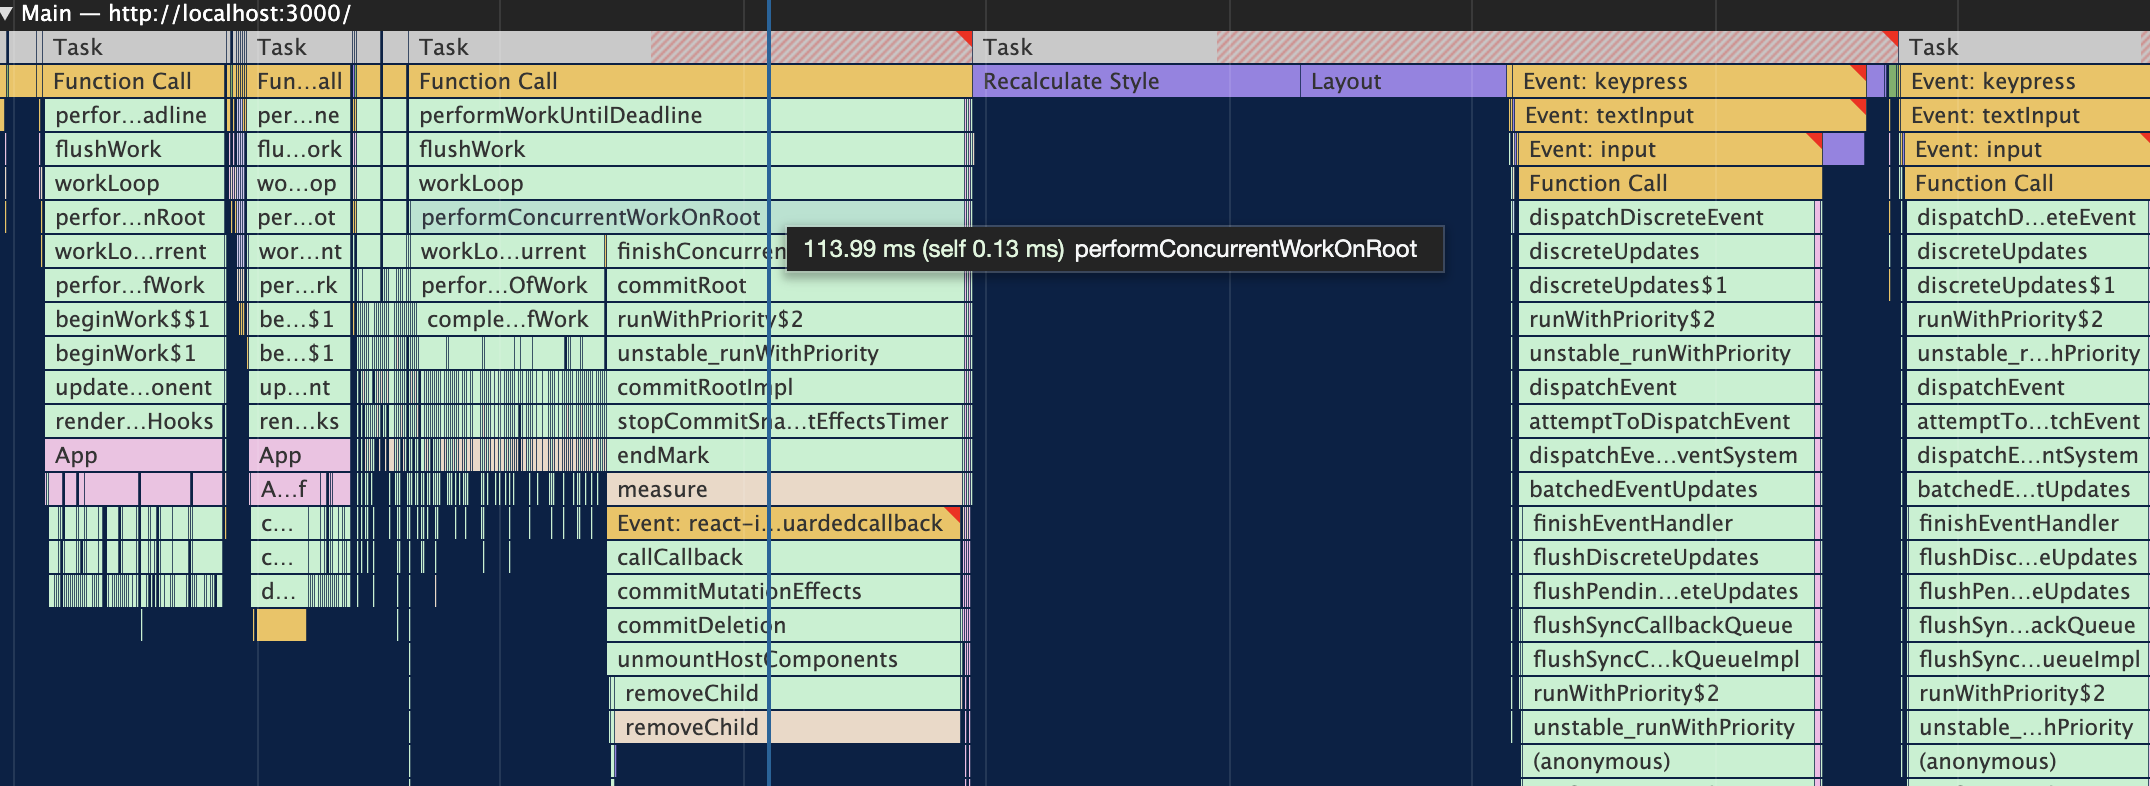 Main — http://localhost:3000/
Task Task Task Task Task
Function Call Fun...all Function Call Recalculate Style Layout Event: keypress Event: keypress
perfor...adline per...ne performWorkUntilDeadline Event: textInput Event: textInput
flushWork flu...ork flushWork Event: input Event: input
workLoop wo...op workLoop Function Call Function Call
perfor...nRoot per...ot performConcurrentWorkOnRoot dispatchDiscreteEvent dispatchD...eteEvent
workLo...rrent wor...nt workLo...urrent finishConcurren 113.99 ms (self 0.13 ms) performConcurrentWorkOnRoot discreteUpdates discreteUpdates
perfor...fWork per...rk perfor...OfWork commitRoot discreteUpdates$1 discreteUpdates$1
beginWork$$1 be...$1 comple...fWork runWithPriority$2 runWithPriority$2 runWithPriority$2
beginWork$1 be...$1 unstable_runWithPriority unstable_runWithPriority unstable_r...hPriority
update...onent up...nt commitRootImpl dispatchEvent dispatchEvent
render...Hooks ren...ks stopCommitSna...tEffectsTimer attemptToDispatchEvent attemptTo...tchEvent
App App endMark dispatchEve...ventSystem dispatchE...ntSystem
A...f measure batchedEventUpdates batchedE...tUpdates
c... Event: react-i...uardedcallback finishEventHandler finishEventHandler
c... callCallback flushDiscreteUpdates flushDisc...eUpdates
d... commitMutationEffects flushPendin...eteUpdates flushPen...eUpdates
commitDeletion flushSyncCallbackQueue flushSyn...ackQueue
unmountHostComponents flushSyncC...kQueueImpl flushSync...ueueImpl
removeChild runWithPriority$2 runWithPriority$2
removeChild unstable_runWithPriority unstable_...hPriority
(anonymous) (anonymous)